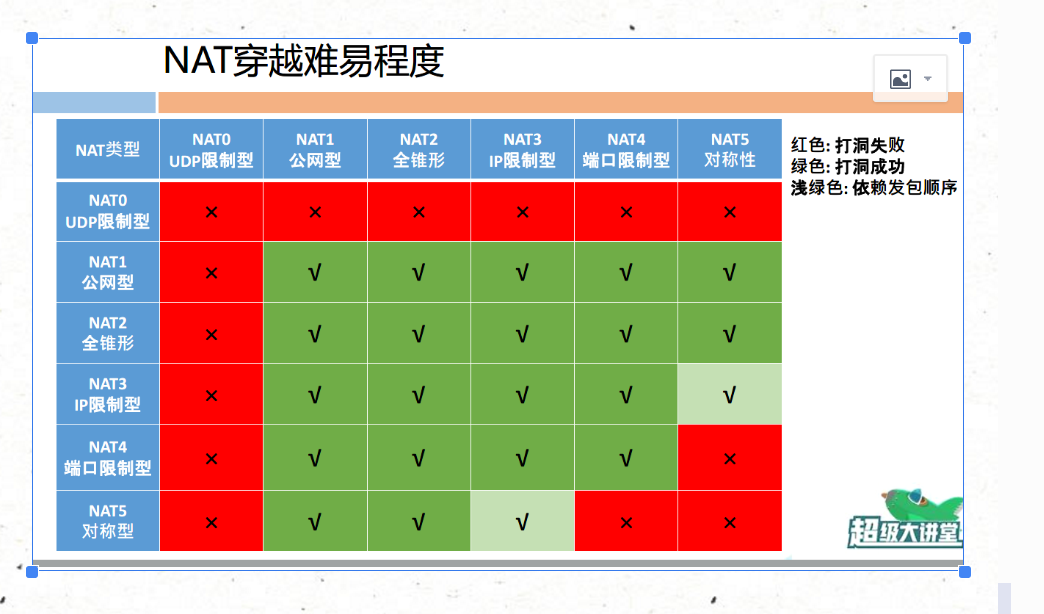 NAT穿越难易程度
NAT类型 NAT0 UDP限制型 NAT1 公网型 NAT2 全锥形 NAT3 IP限制型 NAT4 端口限制型 NAT5 对称性
NAT0 UDP限制型 × × × × × ×
NAT1 公网型 × √ √ √ √ √
NAT2 全锥形 × √ √ √ √ √
NAT3 IP限制型 × √ √ √ √ √
NAT4 端口限制型 × √ √ √ √ ×
NAT5 对称型 × √ √ √ × ×
红色: 打洞失败
绿色: 打洞成功
浅绿色: 依赖发包顺序
超级大讲堂